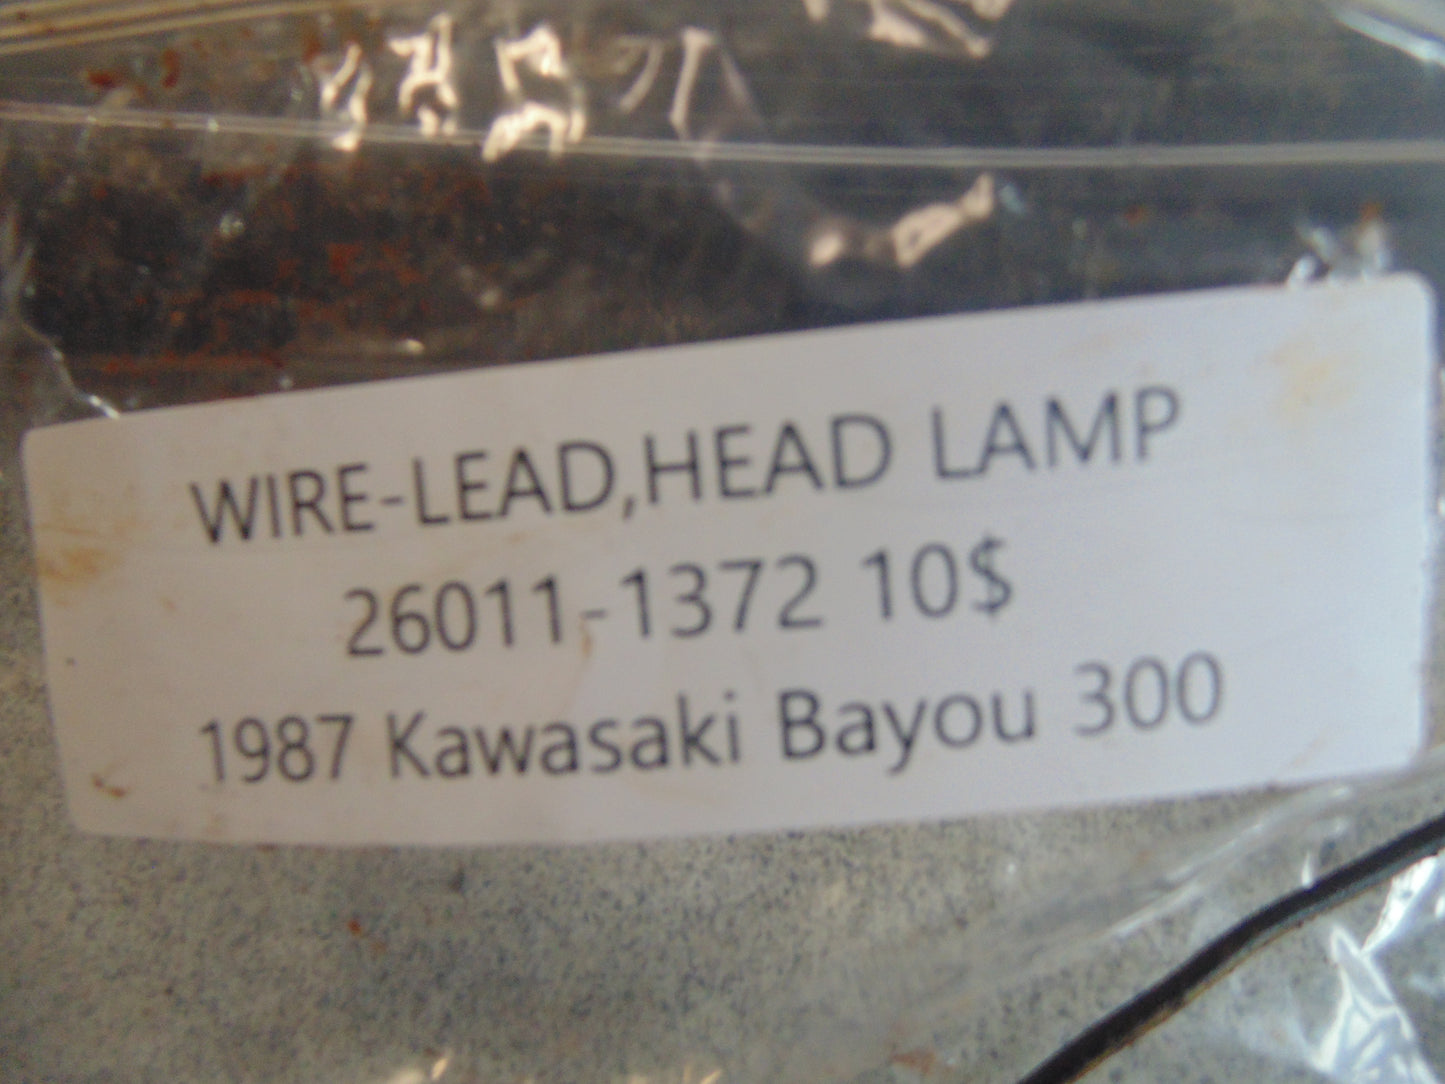 WIRE-LEAD,HEAD LAMP
26011-1372 10$
1987 Kawasaki Bayou 300